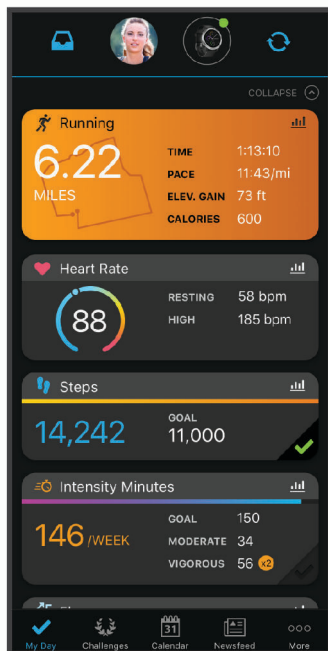 COLLAPSE
Running
6.22
MILES
TIME 1:13:10
PACE 11:43/mi
ELEV. GAIN 73 ft
CALORIES 600
Heart Rate
88
RESTING 58 bpm
HIGH 185 bpm
Steps
14,242
GOAL
11,000
Intensity Minutes
146 /WEEK
GOAL 150
MODERATE 34
VIGOROUS 56 x2
31
My Day Challenges Calendar Newsfeed More